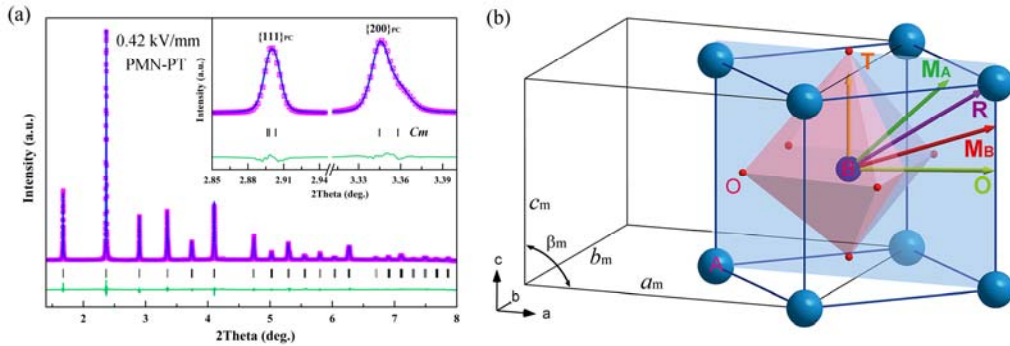 (a)
0.42 kV/mm
PMN-PT
Intensity (a.u.)
2 3 4 5 6 7 8
2Theta (deg.)
{111}PC
{200}PC
Intensity (a.u.)
Cm
2.85 2.88 2.91 2.94 3.33 3.36 3.39
2Theta (deg.)
(b)
T
MA
R
MB
O
B
O
A
cm
βm
bm
am
c
b
a